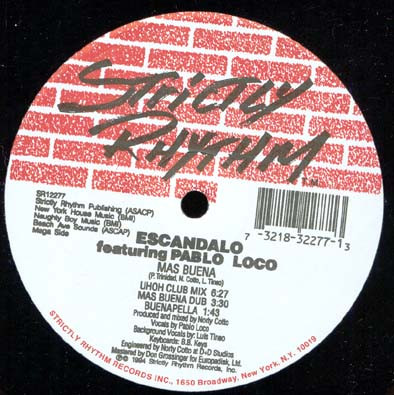 STRICTLY
RHYTHM
T.M.
SR12277
Strictly Rhythm Publishing (ASACP)
New York House Music (BMI)
Naughty Boy Music (BMI)
Beach Ave Sounds (ASCAP)
Mega Side
7 -3218-32277-1 3
ESCANDALO
featuring PABLO LOCO
MAS BUENA
(P. Trinidad, N. Cotto, L. Tineo)
UHOH CLUB MIX 6:27
MAS BUENA DUB 3:30
BUENAPELLA 1:43
Produced and mixed by Norty Cotto
Vocals by Pablo Loco
Background Vocals by: Luis Tineo
Keyboards: B.B. Keys
Engineered by Norty Cotto at D+D Studios
Mastered by Don Grossinger for Europadisk, Ltd.
℗© 1994 Strictly Rhythm Records, Inc.
STRICTLY RHYTHM RECORDS INC., 1650 Broadway, New York, N.Y. 10019